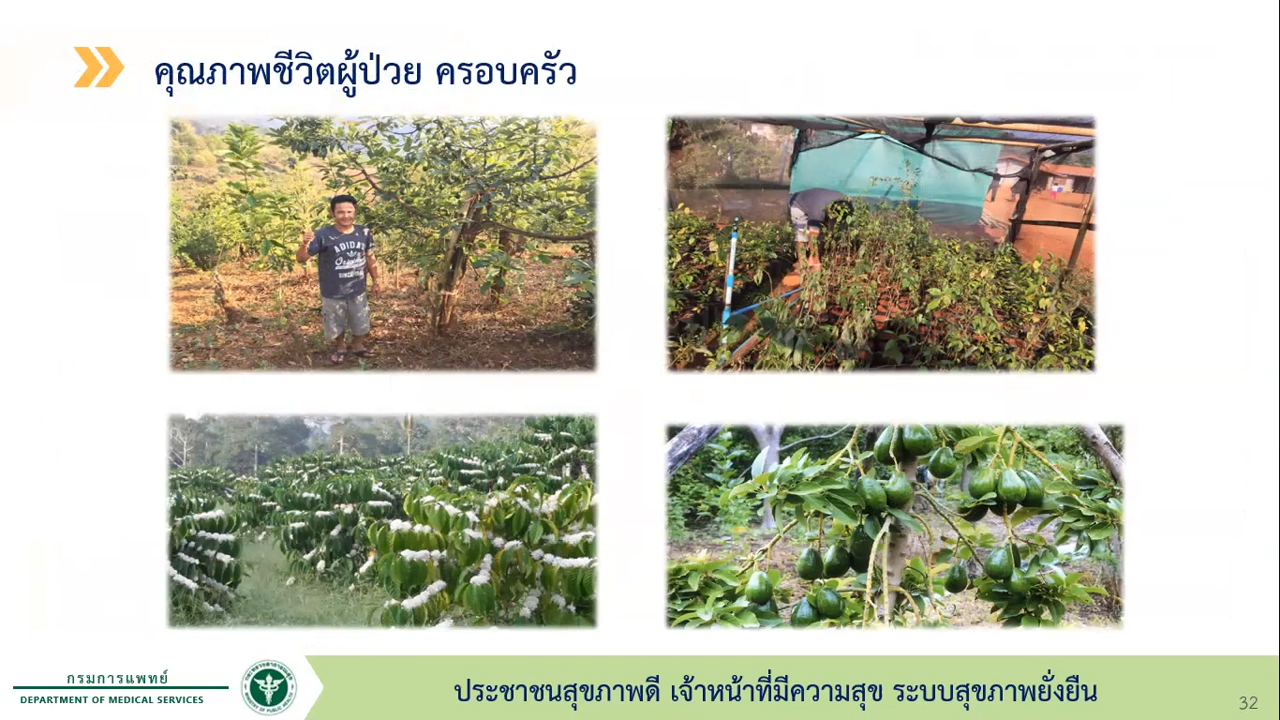 คุณภาพชีวิตผู้ป่วย ครอบครัว
ADIDAS
Originals
SINCE
กรมการแพทย์
DEPARTMENT OF MEDICAL SERVICES
ประชาชนสุขภาพดี เจ้าหน้าที่มีความสุข ระบบสุขภาพยั่งยืน
32